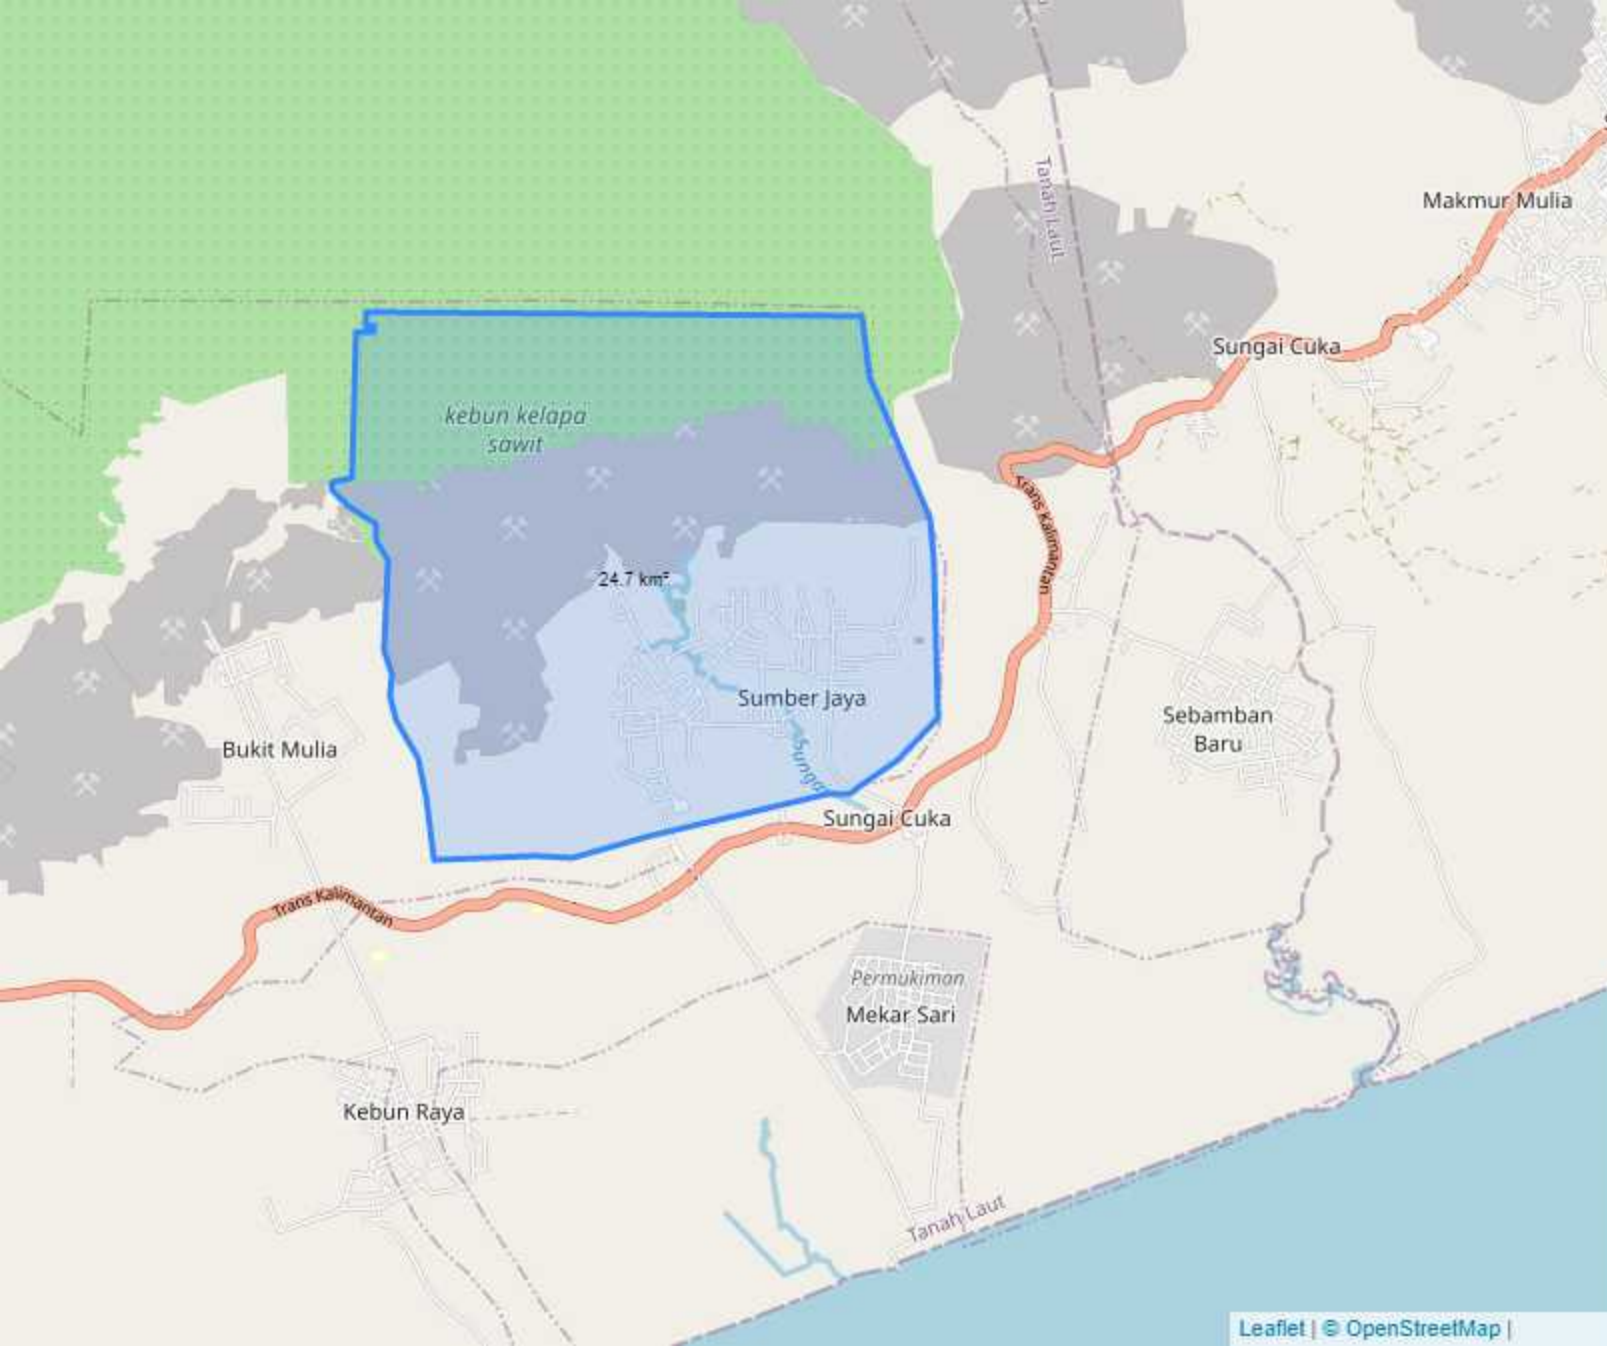 Tanah Laut
Makmur Mulia
Sungai Cuka
kebun kelapa
sawit
Trans Kalimantan
24.7 km²
Sumber Jaya
Sebamban
Baru
Bukit Mulia
Sungai
Sungai Cuka
Trans Kalimantan
Permukiman
Mekar Sari
Kebun Raya
Tanah Laut
Leaflet | © OpenStreetMap |